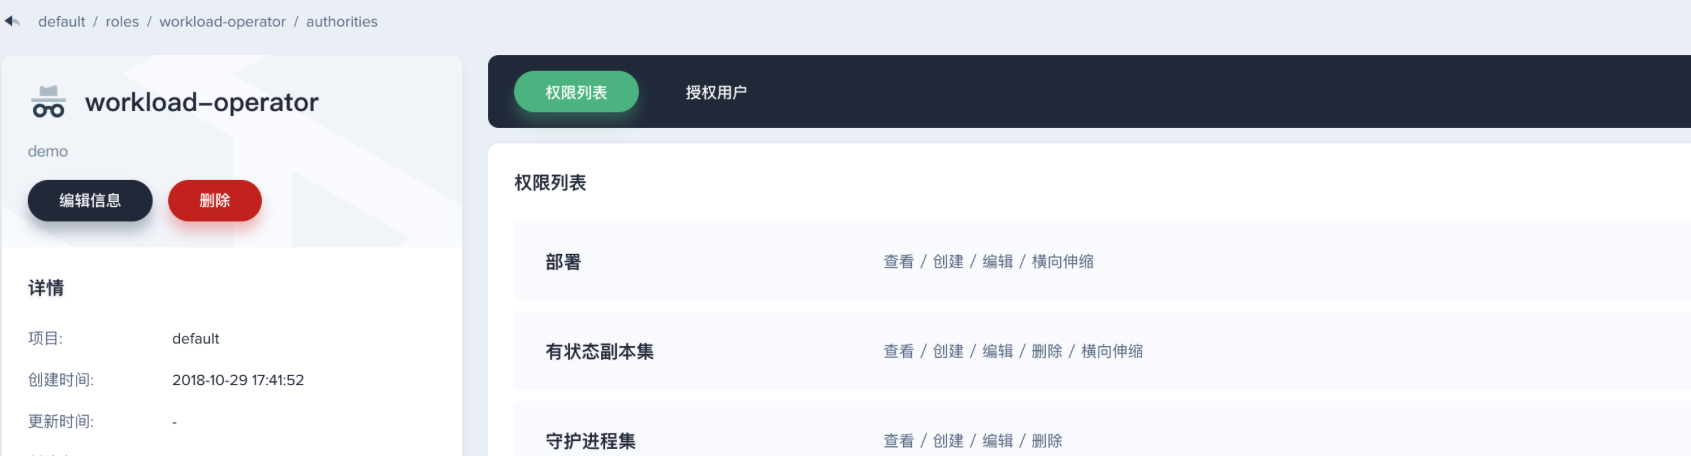 default / roles / workload-operator / authorities
workload-operator
demo
编辑信息 删除
详情
项目: default
创建时间: 2018-10-29 17:41:52
更新时间: -
权限列表 授权用户
权限列表
部署 查看 / 创建 / 编辑 / 横向伸缩
有状态副本集 查看 / 创建 / 编辑 / 删除 / 横向伸缩
守护进程集 查看 / 创建 / 编辑 / 删除